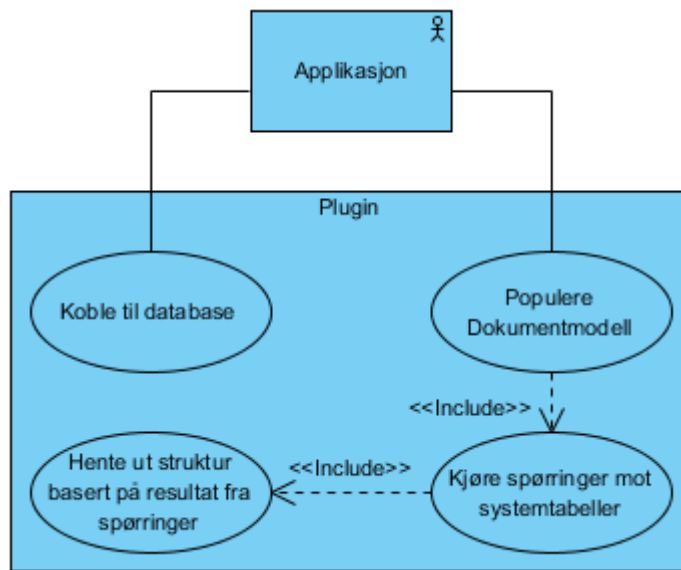 Applikasjon
Plugin
Koble til database
Populere
Dokumentmodell
<<Include>>
Hente ut struktur
basert på resultat fra
spørringer
<<Include>>
Kjøre spørringer mot
systemtabeller